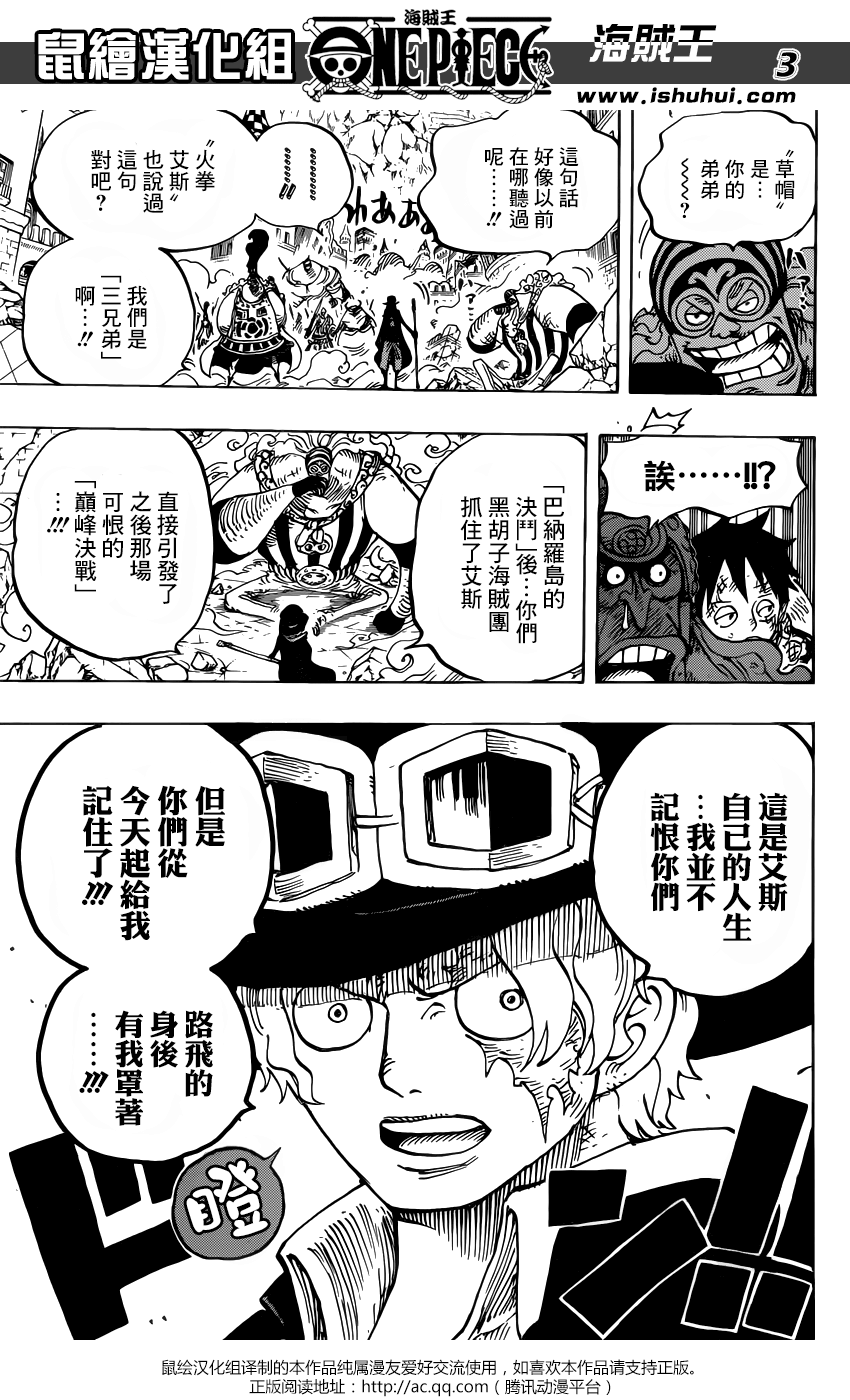 鼠繪漢化組
海賊王
ONE PIECE
海賊王
3
www.ishuhui.com
〝草帽〞
是…
你的
弟弟
～～～？
這句話
好像以前
在哪聽過
呢……!!
………!!
〝火拳
艾斯〞
也說過
這句
對吧？
我們是
「三兄弟」
啊…!!
わあぁ
誒……!!?
「巴納羅島的
決鬥」後…你們
黑胡子海賊團
抓住了艾斯
直接引發了
之後那場
可恨的
「巔峰決戰」
…!!!
這是艾斯
自己的人生
…我並不
記恨你們
但是
你們從
今天起給我
記住了!!!
路飛的
身後
有我罩著
……!!!
瞪
鼠绘汉化组译制的本作品纯属漫友爱好交流使用，如喜欢本作品请支持正版。
正版阅读地址：http://ac.qq.com（腾讯动漫平台）